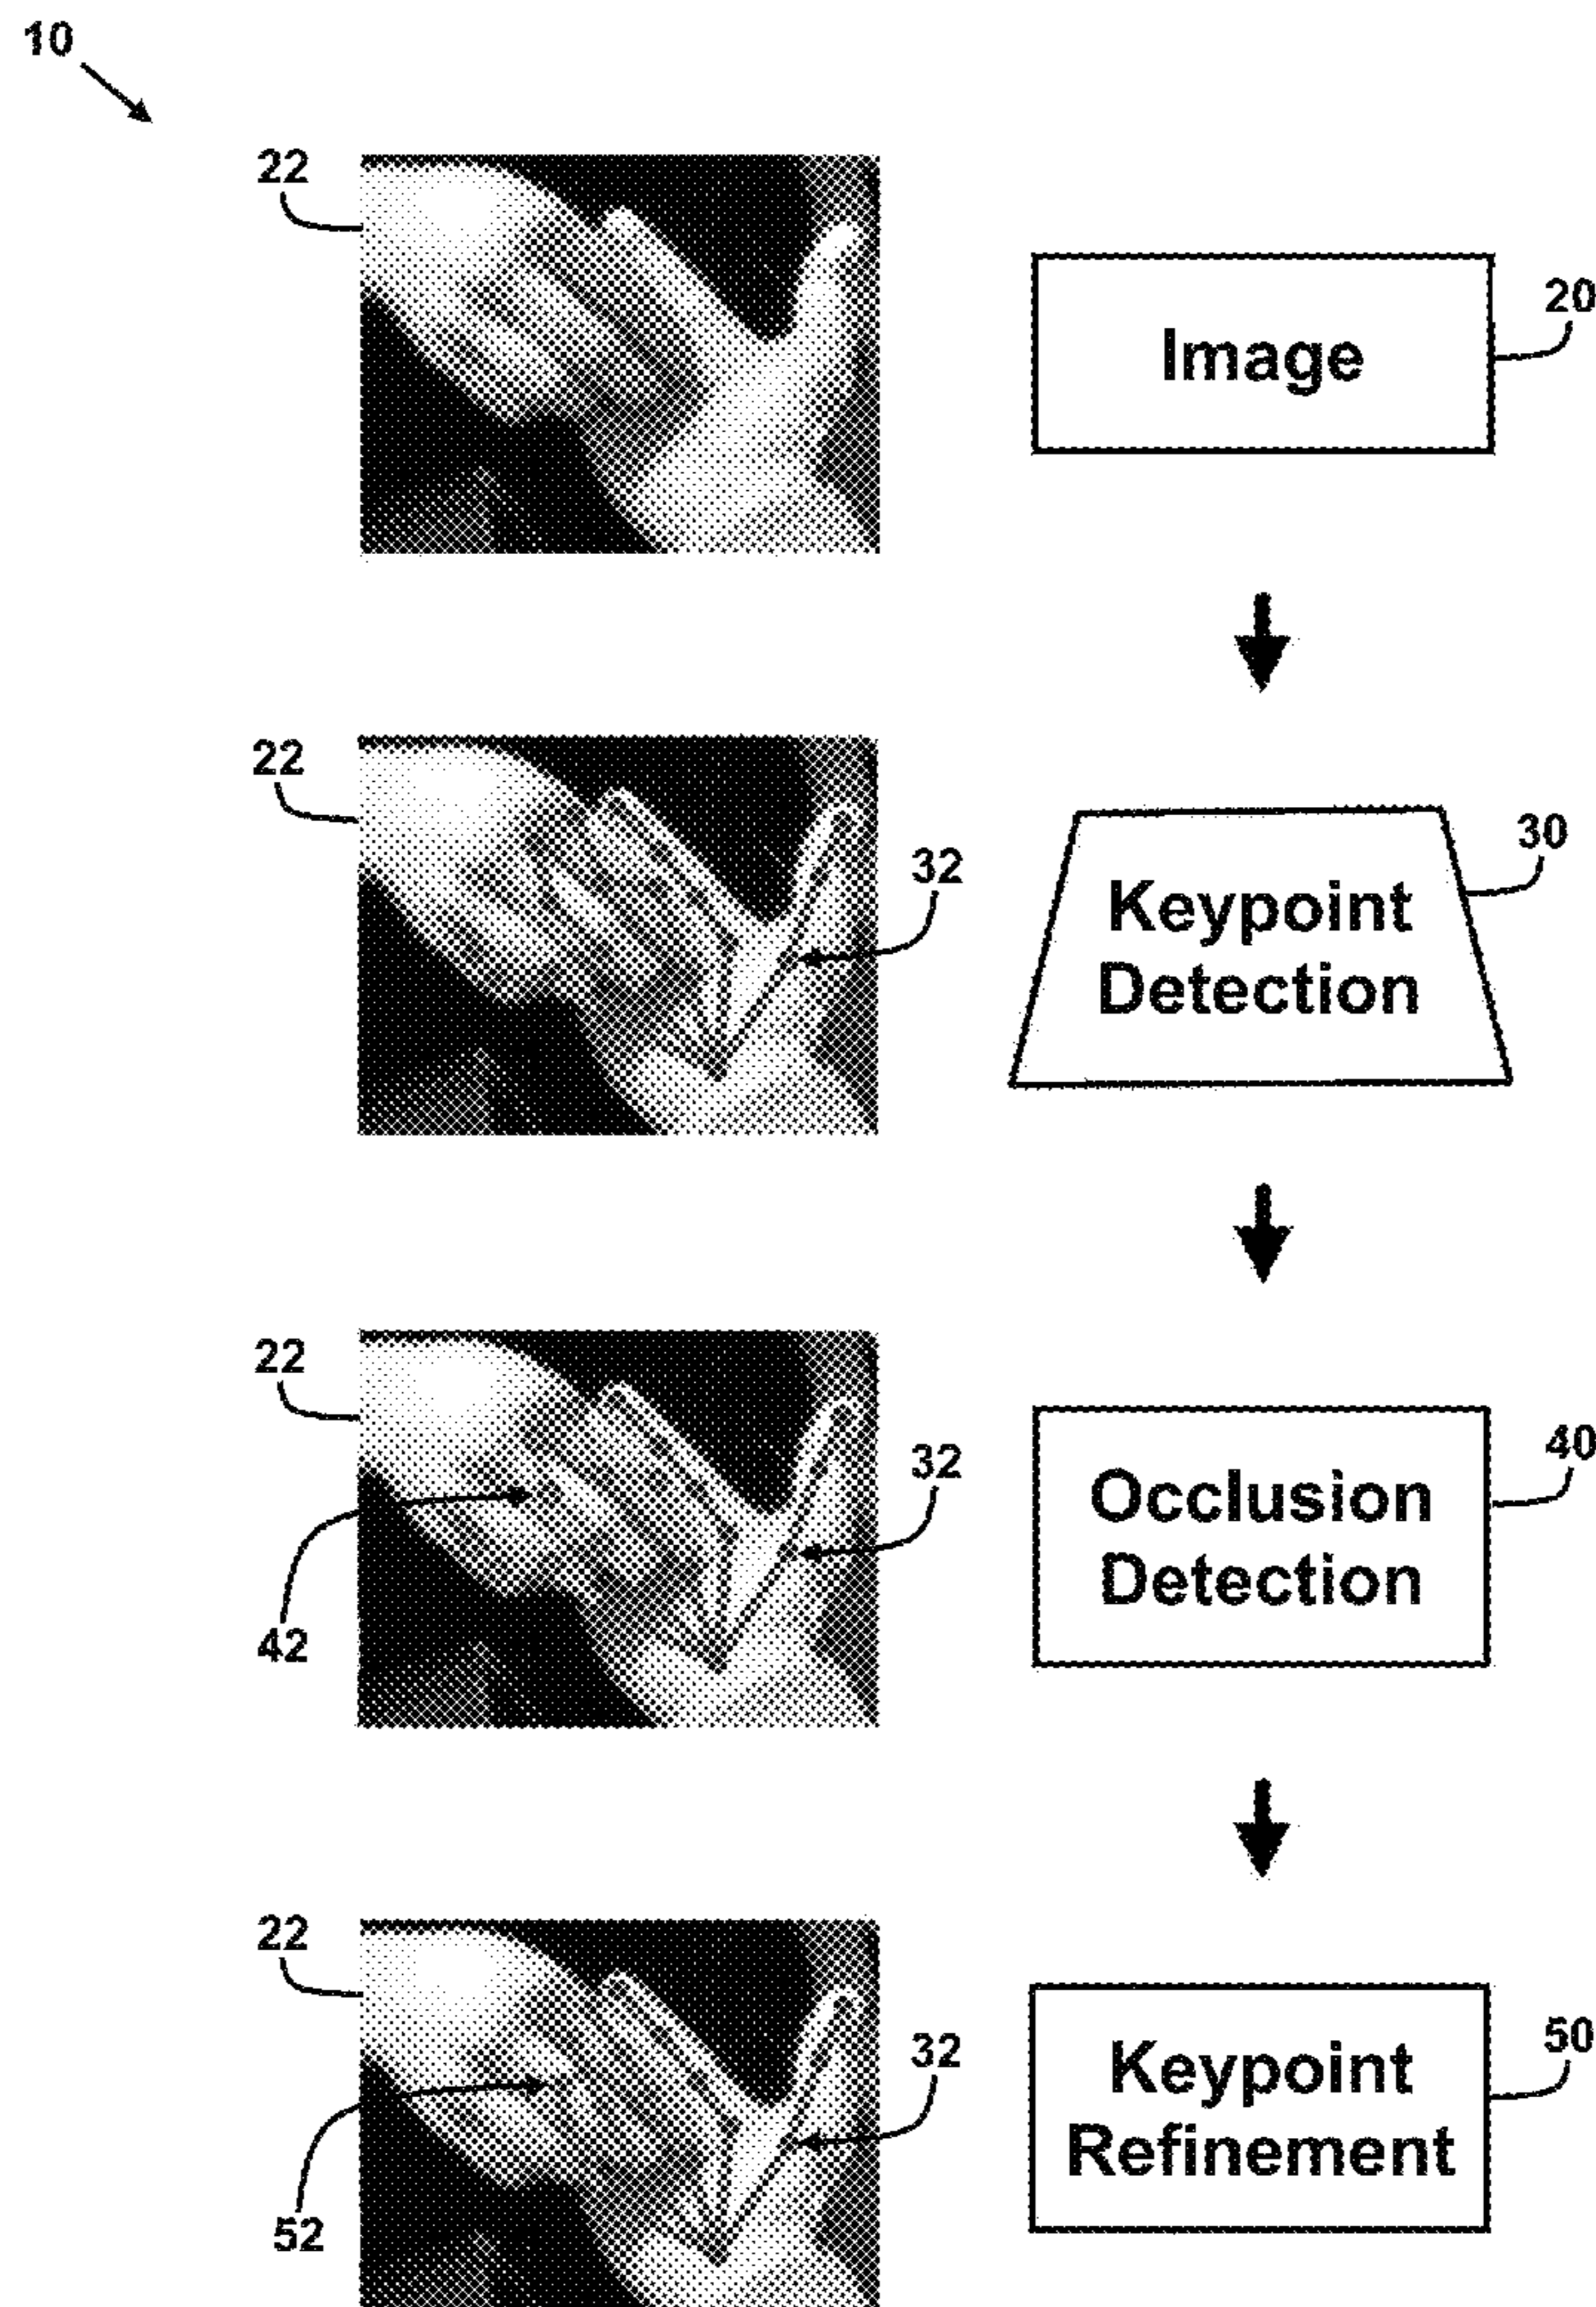 10
22
Image
20
22
32
Keypoint
Detection
30
22
32
42
Occlusion
Detection
40
22
32
52
Keypoint
Refinement
50